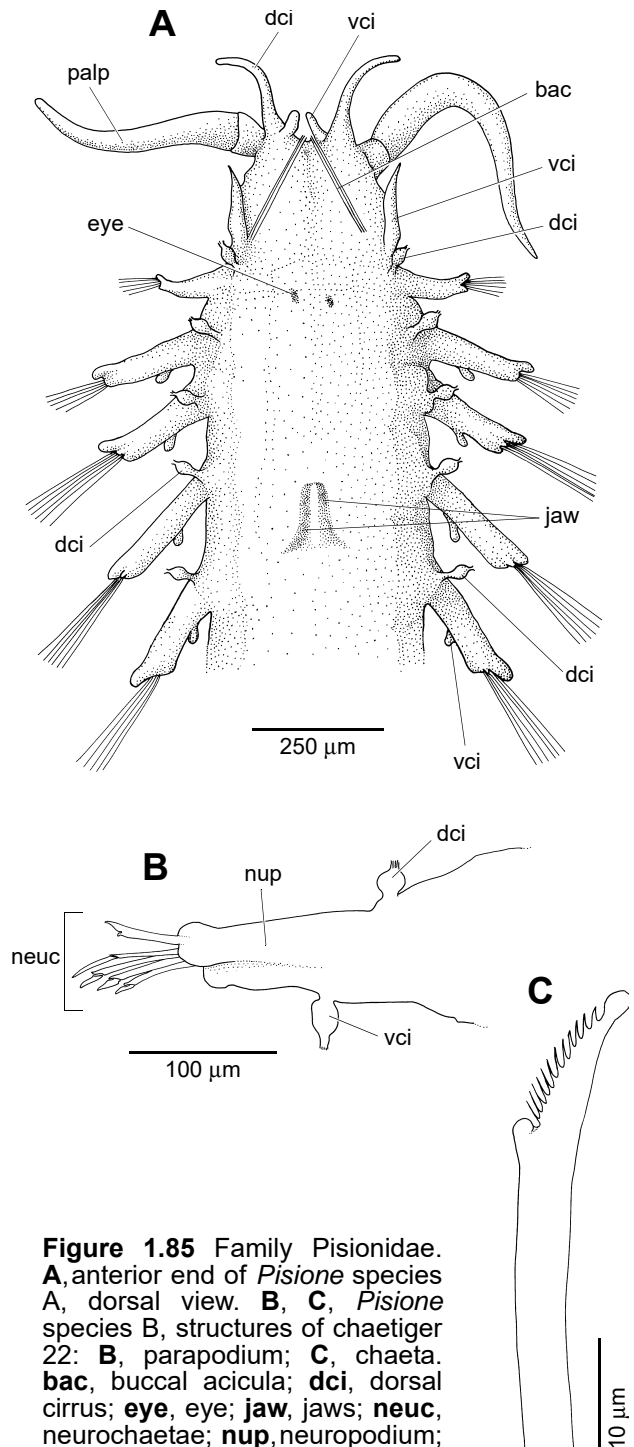 A
dci
vci
palp
bac
vci
eye
dci
jaw
dci
dci
250 μm
vci
B
dci
nup
neuc
C
vci
100 μm
Figure 1.85 Family Pisionidae.
A,anterior end of Pisione species
A, dorsal view. B, C, Pisione
species B, structures of chaetiger
22: B, parapodium; C, chaeta.
bac, buccal acicula; dci, dorsal
cirrus; eye, eye; jaw, jaws; neuc,
neurochaetae; nup,neuropodium;
10 μm